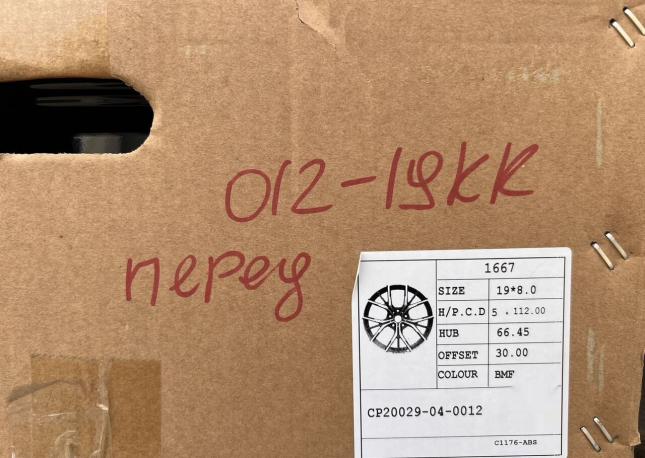 012-19KK
перед
1667
SIZE 19*8.0
H/P.C.D 5 . 112.00
HUB 66.45
OFFSET 30.00
COLOUR BMF
CP20029-04-0012
C1176-ABS